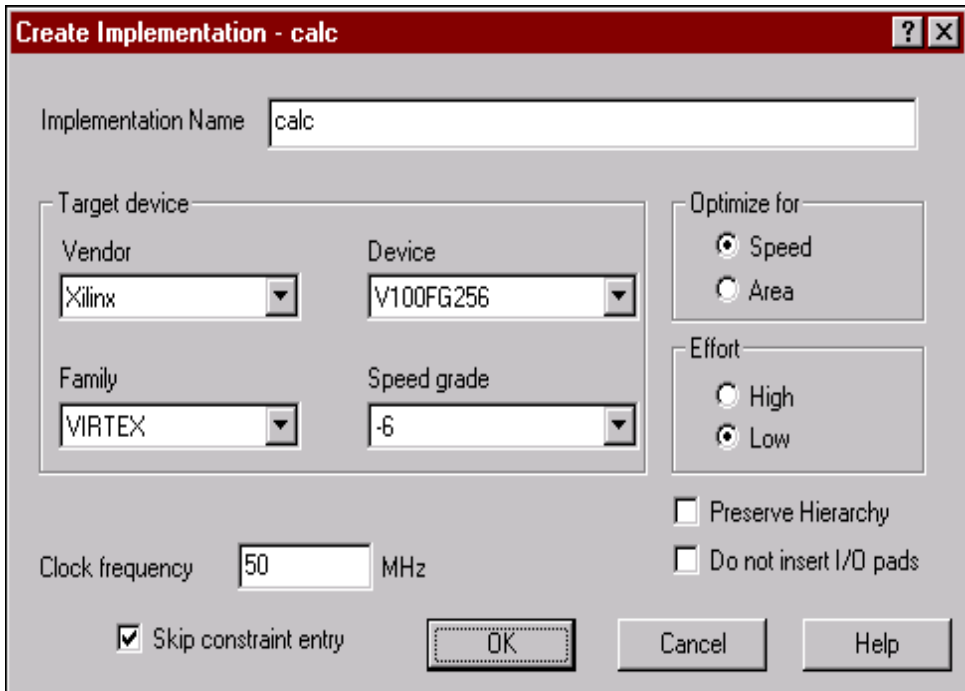 Create Implementation - calc
Implementation Name calc
Target device
Vendor Device
Xilinx V100FG256
Family Speed grade
VIRTEX -6
Optimize for
Speed
Area
Effort
High
Low
Preserve Hierarchy
Do not insert I/O pads
Clock frequency 50 MHz
Skip constraint entry
OK Cancel Help